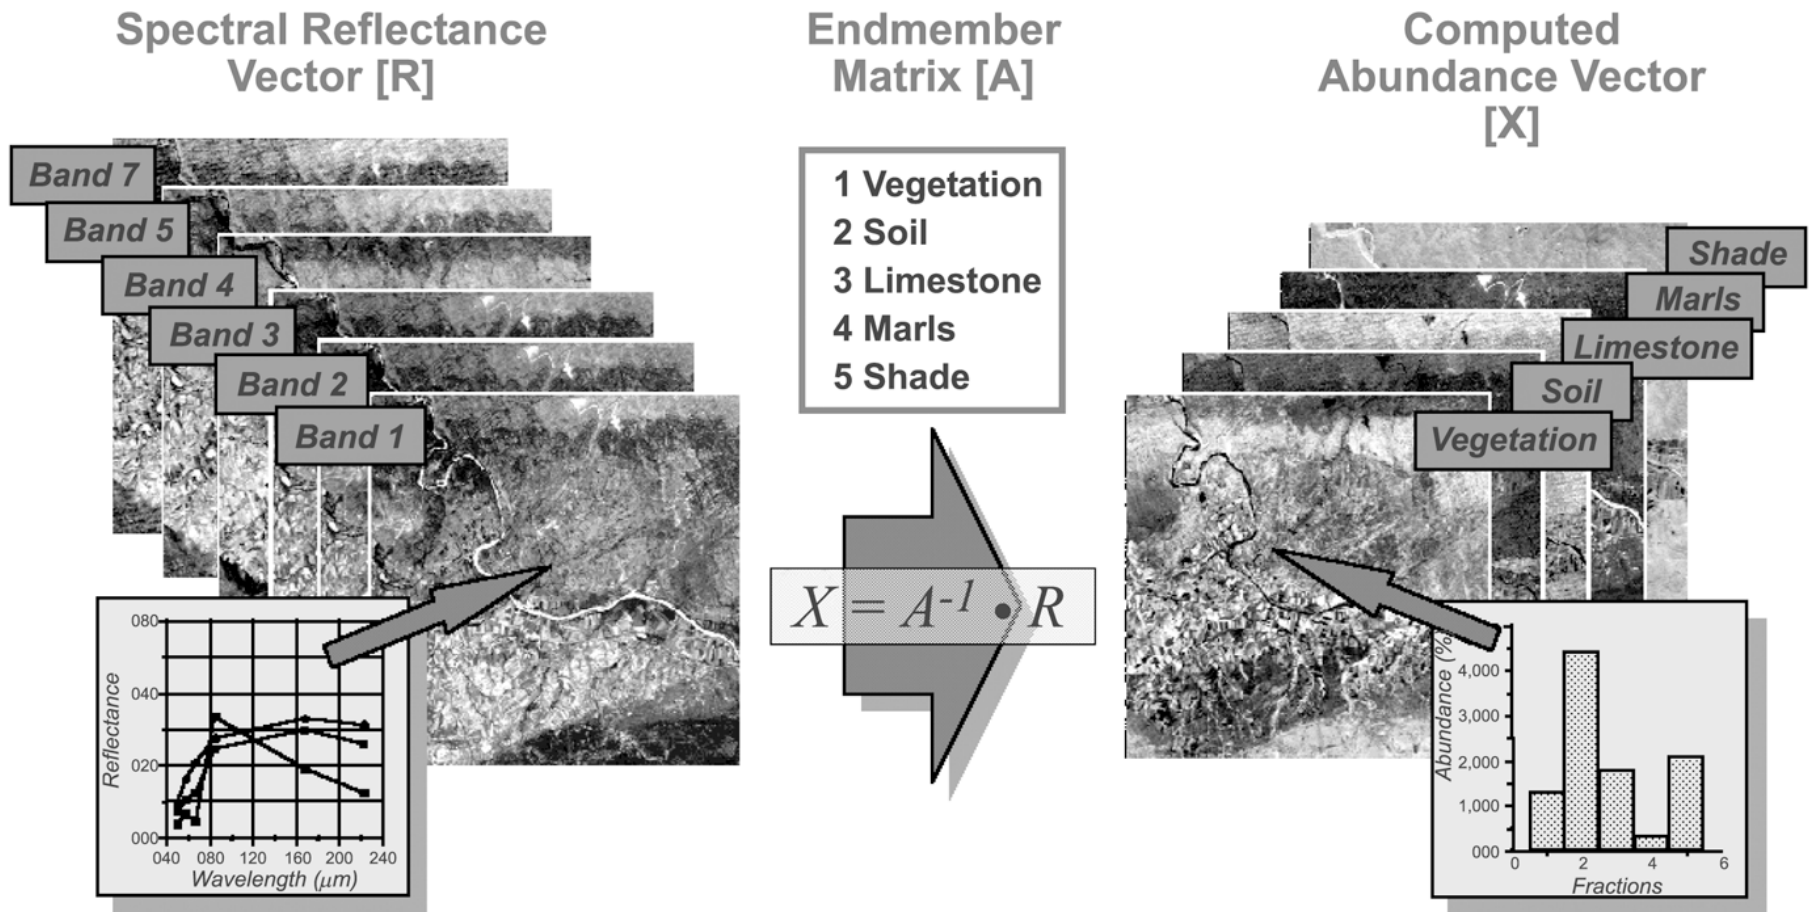 Spectral Reflectance
Vector [R]
Endmember
Matrix [A]
Computed
Abundance Vector
[X]
Band 7
Band 5
Band 4
Band 3
Band 2
Band 1
1 Vegetation
2 Soil
3 Limestone
4 Marls
5 Shade
Shade
Marls
Limestone
Soil
Vegetation
X = A⁻¹ • R
080
040
020
000
Reflectance
040 080 120 160 200 240
Wavelength (μm)
Abundance (%
4,000
3,000
2,000
1,000
000
0 2 4 6
Fractions